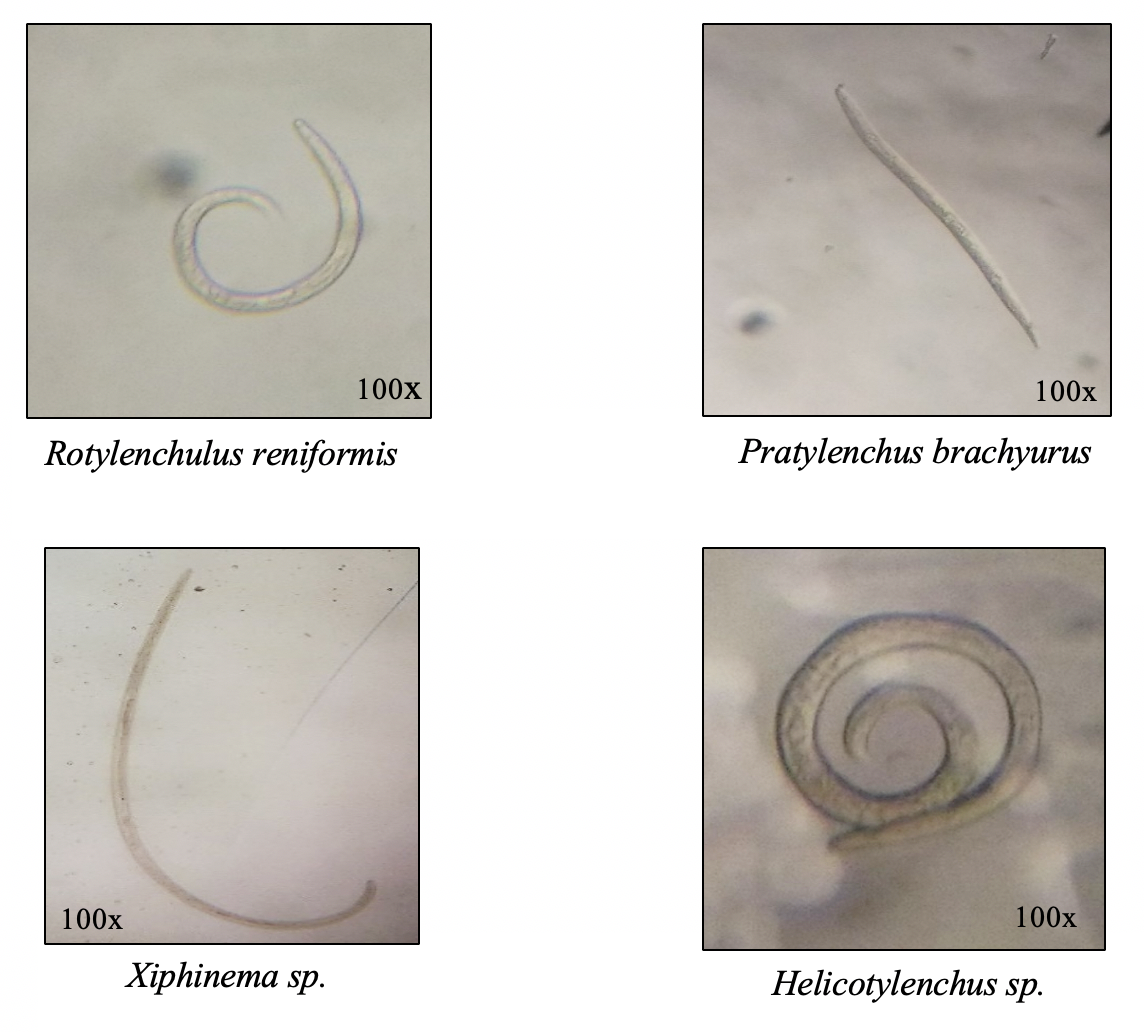 100x
100x
Rotylenchulus reniformis
Pratylenchus brachyurus
100x
100x
Xiphinema sp.
Helicotylenchus sp.